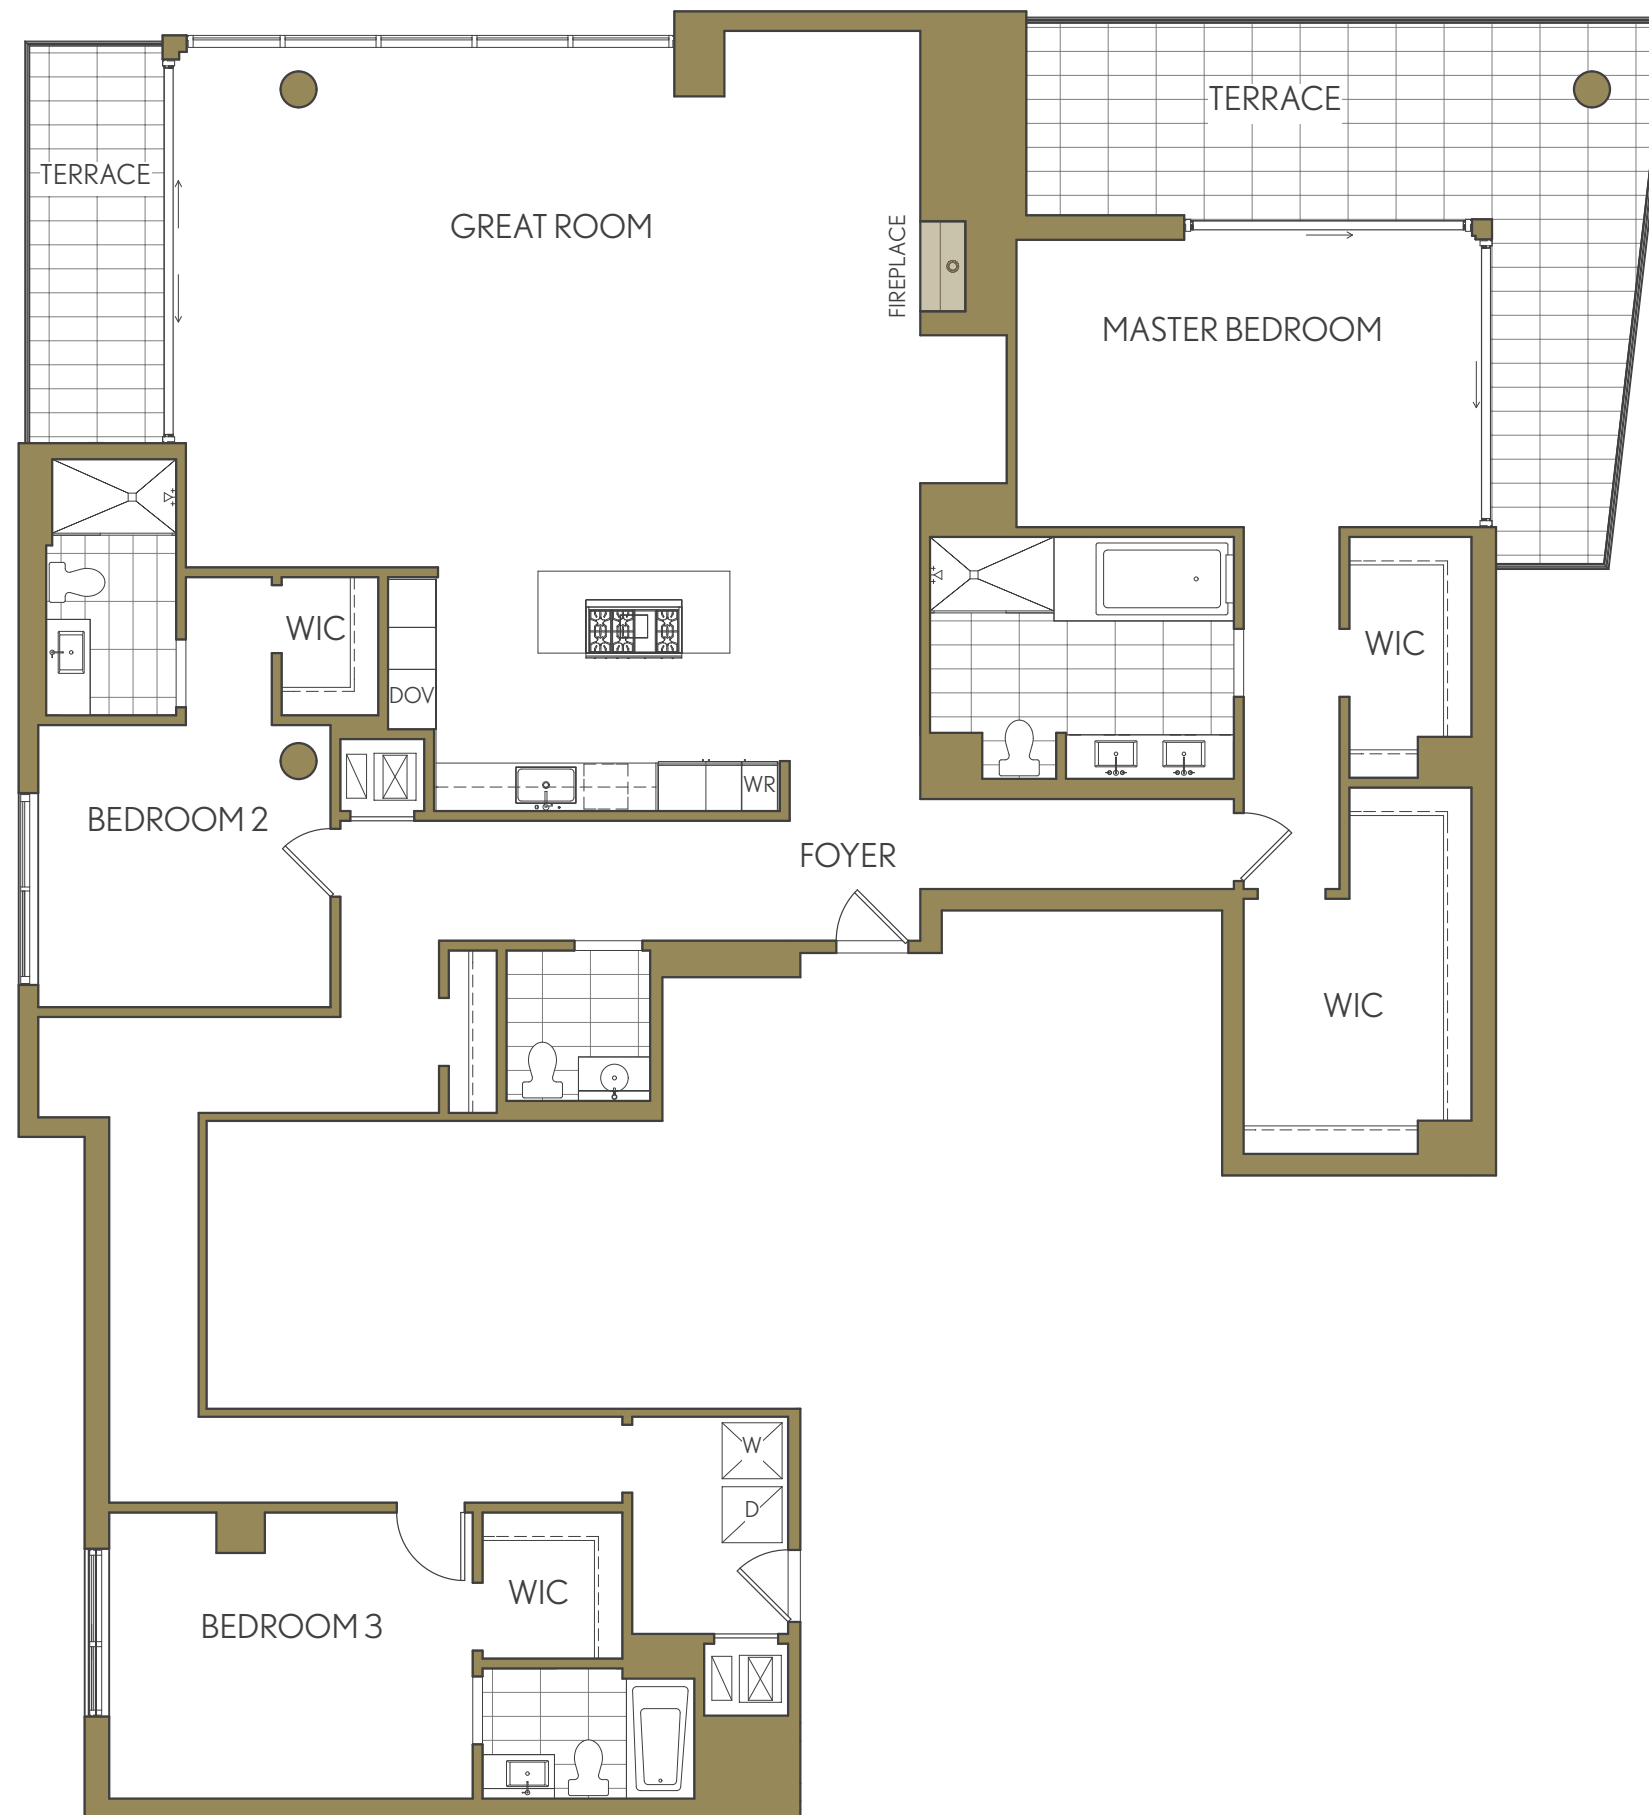 TERRACE
TERRACE
GREAT ROOM
FIREPLACE
MASTER BEDROOM
WIC
WIC
DOV
WR
BEDROOM 2
FOYER
WIC
W
D
WIC
BEDROOM 3